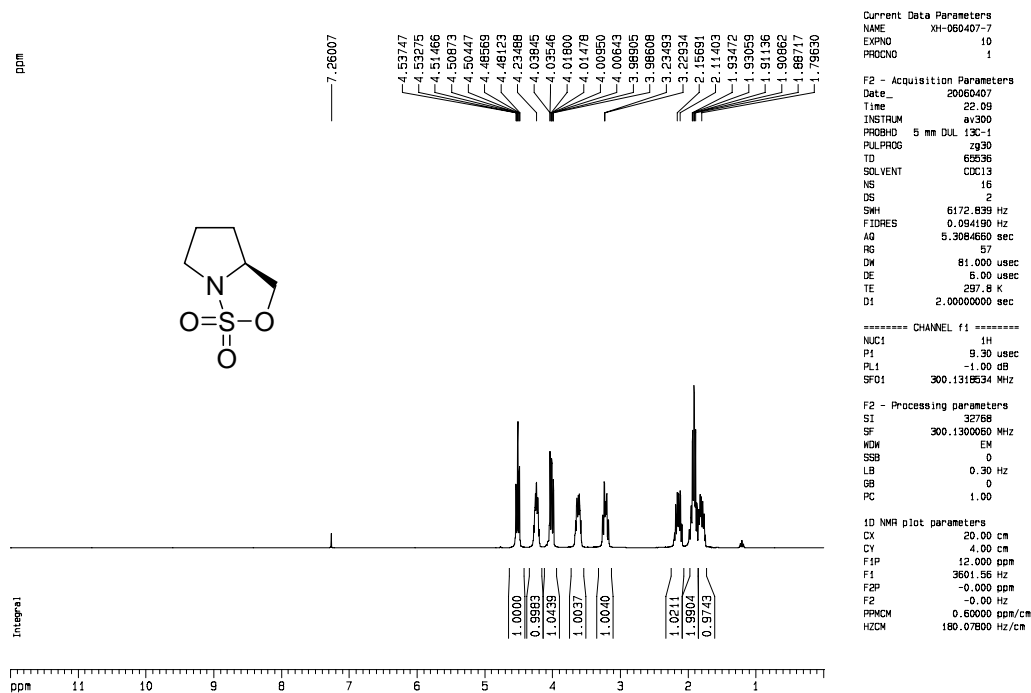 ppm
7.26007
4.53747
4.53275
4.51466
4.50873
4.50447
4.48569
4.48123
4.23488
4.03845
4.03546
4.01800
4.01478
4.00950
4.00643
3.98905
3.98608
3.23493
3.22934
2.15591
2.11403
1.93472
1.93059
1.91136
1.90862
1.88717
1.79630
N
O=S-O
O
Integral
1.0000
0.9983
1.0439
1.0037
1.0040
1.0211
1.9904
0.9743
ppm 11 10 9 8 7 6 5 4 3 2 1
Current Data Parameters
NAME XH-060407-7
EXPNO 10
PROCNO 1
F2 - Acquisition Parameters
Date_ 20060407
Time 22.09
INSTRUM av300
PROBHD 5 mm DUL 13C-1
PULPROG zg30
TD 65536
SOLVENT CDCl3
NS 16
DS 2
SWH 6172.839 Hz
FIDRES 0.094190 Hz
AQ 5.3084660 sec
RG 57
DW 81.000 usec
DE 6.00 usec
TE 297.8 K
D1 2.00000000 sec
======== CHANNEL f1 ========
NUC1 1H
P1 9.30 usec
PL1 -1.00 dB
SFO1 300.1318534 MHz
F2 - Processing parameters
SI 32768
SF 300.1300060 MHz
WDW EM
SSB 0
LB 0.30 Hz
GB 0
PC 1.00
1D NMR plot parameters
CX 20.00 cm
CY 4.00 cm
F1P 12.000 ppm
F1 3601.56 Hz
F2P -0.000 ppm
F2 -0.00 Hz
PPMCM 0.60000 ppm/cm
HZCM 180.07800 Hz/cm